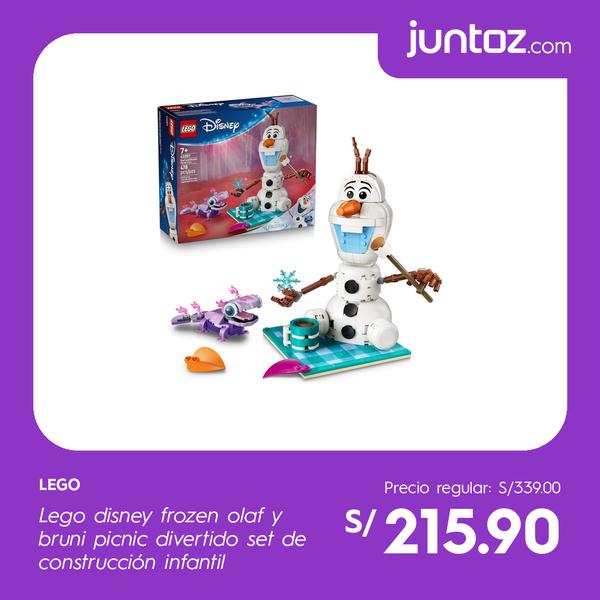 juntoz.com
LEGO
Disney
7+
Disney
LEGO
Precio regular: S/339.00
Lego disney frozen olaf y
bruni picnic divertido set de
construcción infantil
S/ 215.90